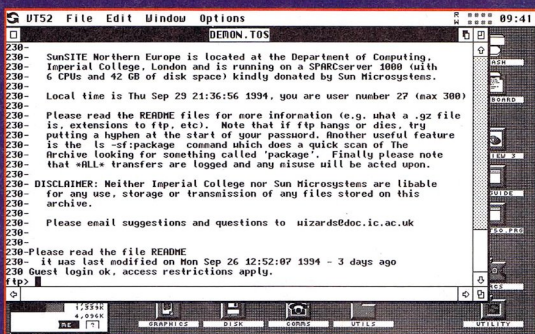 VT52 File Edit Window Options
R
W
09:41
DEMON.TOS
230-
230- SunSITE Northern Europe is located at the Department of Computing,
230- Imperial College, London and is running on a SPARCserver 1000 (with
230- 6 CPUs and 42 GB of disk space) kindly donated by Sun Microsystems.
230-
230- Local time is Thu Sep 29 21:36:56 1994, you are user number 27 (max 300)
230-
230- Please read the README files for more information (e.g. what a .gz file
230- is, extensions to ftp, etc). Note that if ftp hangs or dies, try
230- putting a hyphen at the start of your password. Another useful feature
230- is the ls -sf:package command which does a quick scan of The
230- Archive looking for something called 'package'. Finally please note
230- that *ALL* transfers are logged and any misuse will be acted upon.
230-
230- DISCLAIMER: Neither Imperial College nor Sun Microsystems are libable
230- for any use, storage or transmission of any files stored on this
230- archive.
230-
230- Please email suggestions and questions to wizards@doc.ic.ac.uk
230-
230-
230-Please read the file README
230- it was last modified on Mon Sep 26 12:52:07 1994 - 3 days ago
230 Guest login ok, access restrictions apply.
ftp>
ASH
BOARD
IEW 3
GUIDE
TSO.PRO
RCS
4,096K
GRAPHICS
DISK
COMMS
UTILS
UTILITY